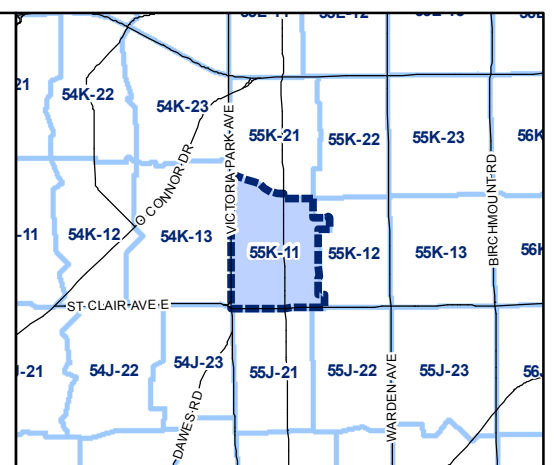 21
54K-22
54K-23
55K-21
55K-22
55K-23
56K
O CONNOR DR
VICTORIA PARK AVE
BIRCHMOUNT RD
-11
54K-12
54K-13
55K-11
55K-12
55K-13
56K
ST CLAIR AVE E
J-21
54J-22
54J-23
55J-21
55J-22
55J-23
56J
DAWES RD
WARDEN AVE